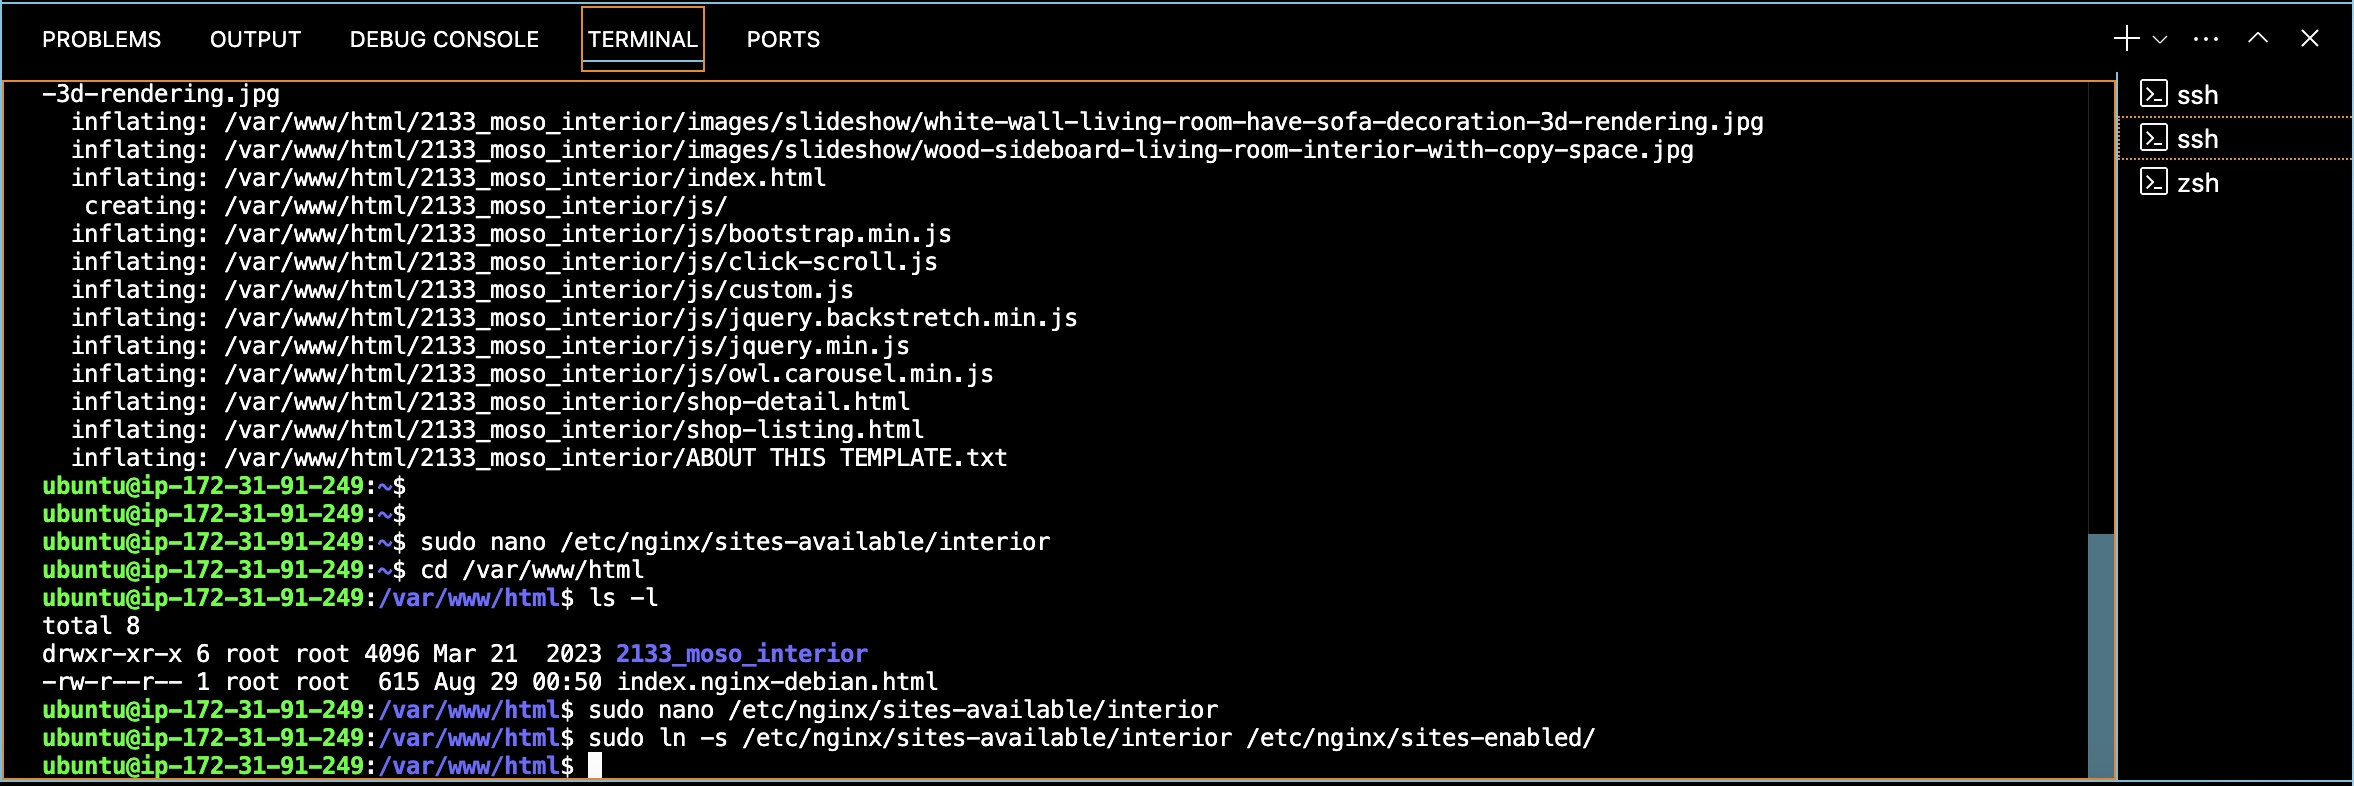 PROBLEMS OUTPUT DEBUG CONSOLE TERMINAL PORTS
-3d-rendering.jpg
  inflating: /var/www/html/2133_moso_interior/images/slideshow/white-wall-living-room-have-sofa-decoration-3d-rendering.jpg
  inflating: /var/www/html/2133_moso_interior/images/slideshow/wood-sideboard-living-room-interior-with-copy-space.jpg
  inflating: /var/www/html/2133_moso_interior/index.html
   creating: /var/www/html/2133_moso_interior/js/
  inflating: /var/www/html/2133_moso_interior/js/bootstrap.min.js
  inflating: /var/www/html/2133_moso_interior/js/click-scroll.js
  inflating: /var/www/html/2133_moso_interior/js/custom.js
  inflating: /var/www/html/2133_moso_interior/js/jquery.backstretch.min.js
  inflating: /var/www/html/2133_moso_interior/js/jquery.min.js
  inflating: /var/www/html/2133_moso_interior/js/owl.carousel.min.js
  inflating: /var/www/html/2133_moso_interior/shop-detail.html
  inflating: /var/www/html/2133_moso_interior/shop-listing.html
  inflating: /var/www/html/2133_moso_interior/ABOUT THIS TEMPLATE.txt
ubuntu@ip-172-31-91-249:~$
ubuntu@ip-172-31-91-249:~$
ubuntu@ip-172-31-91-249:~$ sudo nano /etc/nginx/sites-available/interior
ubuntu@ip-172-31-91-249:~$ cd /var/www/html
ubuntu@ip-172-31-91-249:/var/www/html$ ls -l
total 8
drwxr-xr-x 6 root root 4096 Mar 21  2023 2133_moso_interior
-rw-r--r-- 1 root root  615 Aug 29 00:50 index.nginx-debian.html
ubuntu@ip-172-31-91-249:/var/www/html$ sudo nano /etc/nginx/sites-available/interior
ubuntu@ip-172-31-91-249:/var/www/html$ sudo ln -s /etc/nginx/sites-available/interior /etc/nginx/sites-enabled/
ubuntu@ip-172-31-91-249:/var/www/html$
ssh
ssh
zsh